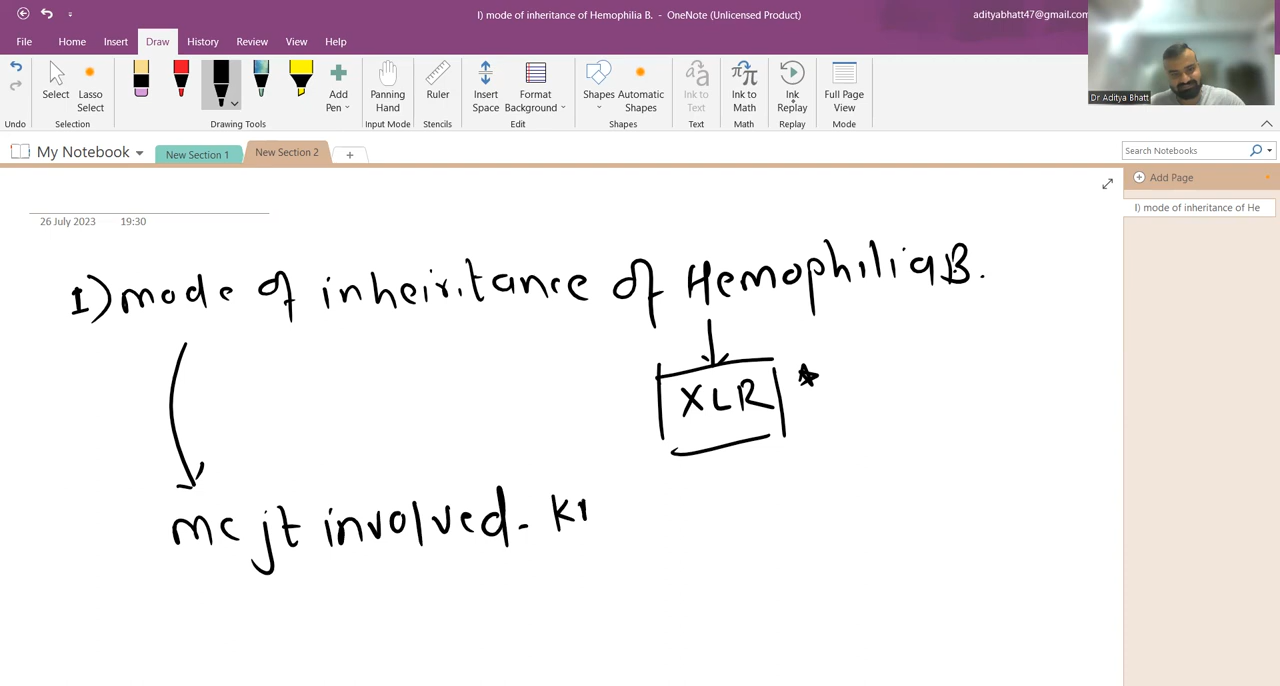 I) mode of inheritance of Hemophilia B. - OneNote (Unlicensed Product)
adityabhatt47@gmail.com
File Home Insert Draw History Review View Help
Undo
Select
Lasso Select
Selection
Add Pen
Drawing Tools
Panning Hand
Input Mode
Ruler
Stencils
Insert Space
Format Background
Edit
Shapes
Automatic Shapes
Shapes
Ink to Text
Text
Ink to Math
Math
Ink Replay
Replay
Full Page View
Mode
Dr Aditya Bhatt
My Notebook
New Section 1
New Section 2
Search Notebooks
Add Page
I) mode of inheritance of He
26 July 2023 19:30
I) mode of inheiritance of Hemophilia B.
XLR
mc jt involved - kn